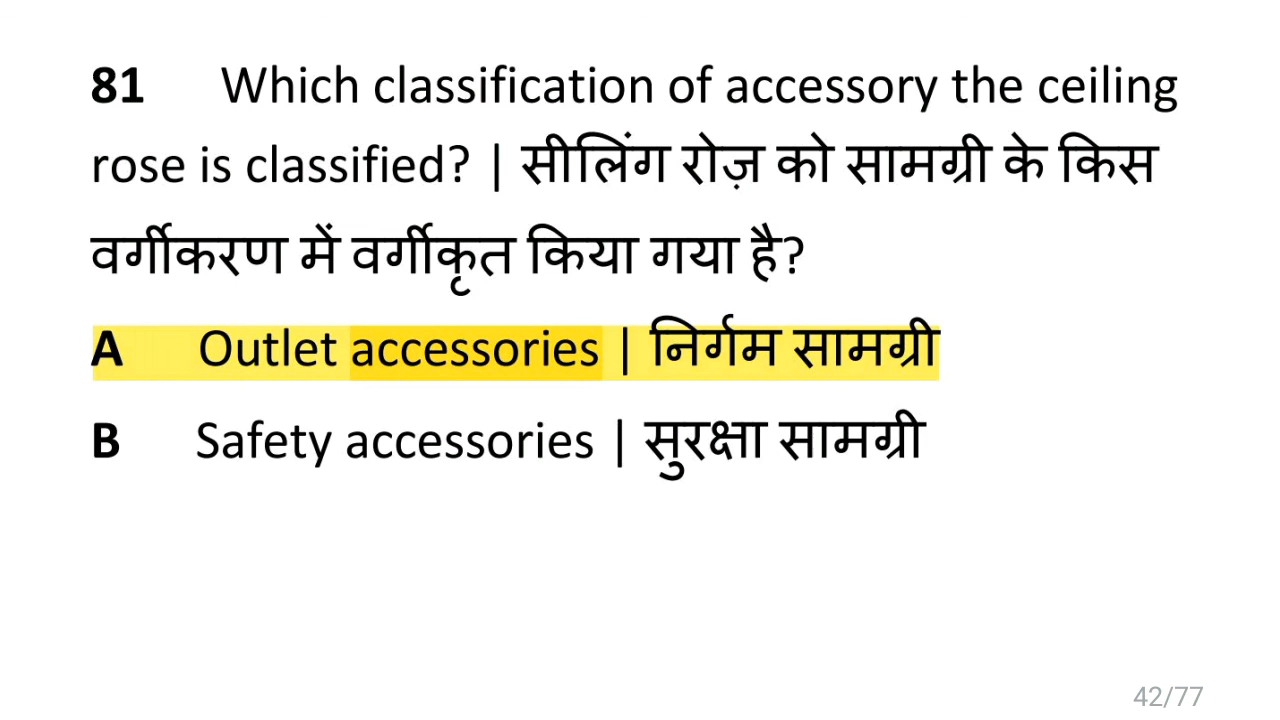 81 Which classification of accessory the ceiling
rose is classified? | सीलिंग रोज़ को सामग्री के किस
वर्गीकरण में वर्गीकृत किया गया है?
A Outlet accessories | निर्गम सामग्री
B Safety accessories | सुरक्षा सामग्री
42/77